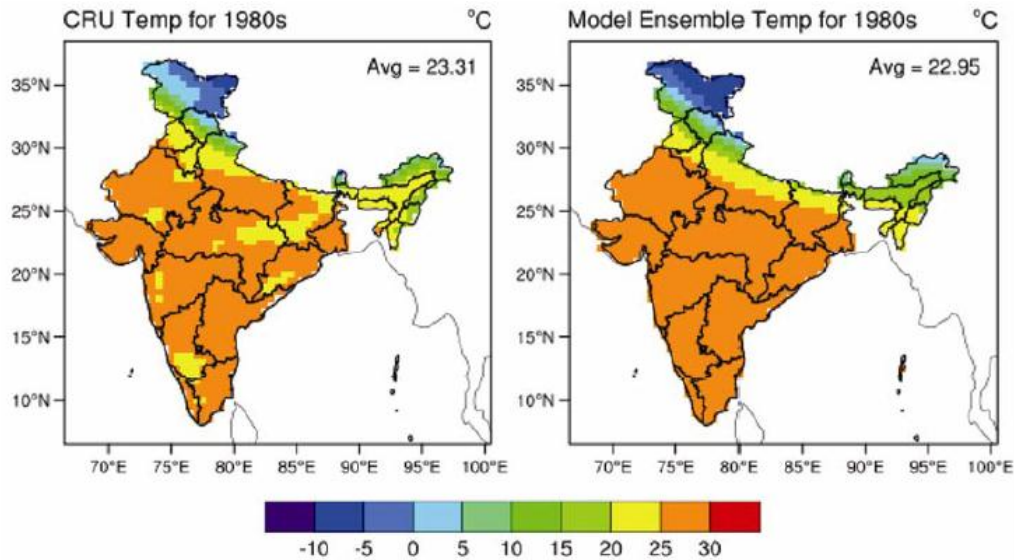 CRU Temp for 1980s °C
Avg = 23.31
35°N
30°N
25°N
20°N
15°N
10°N
70°E 75°E 80°E 85°E 90°E 95°E 100°E
Model Ensemble Temp for 1980s °C
Avg = 22.95
35°N
30°N
25°N
20°N
15°N
10°N
70°E 75°E 80°E 85°E 90°E 95°E 100°E
-10 -5 0 5 10 15 20 25 30